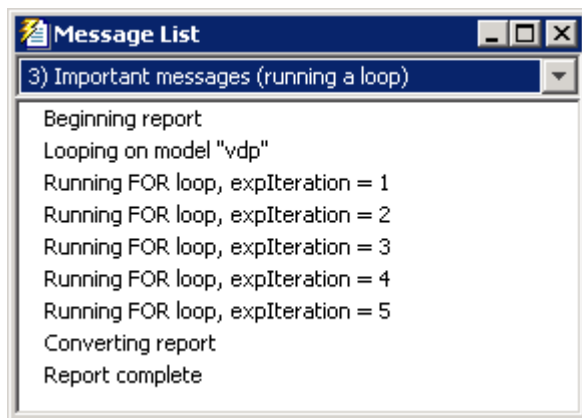 Message List
3) Important messages (running a loop)
Beginning report
Looping on model "vdp"
Running FOR loop, expIteration = 1
Running FOR loop, expIteration = 2
Running FOR loop, expIteration = 3
Running FOR loop, expIteration = 4
Running FOR loop, expIteration = 5
Converting report
Report complete